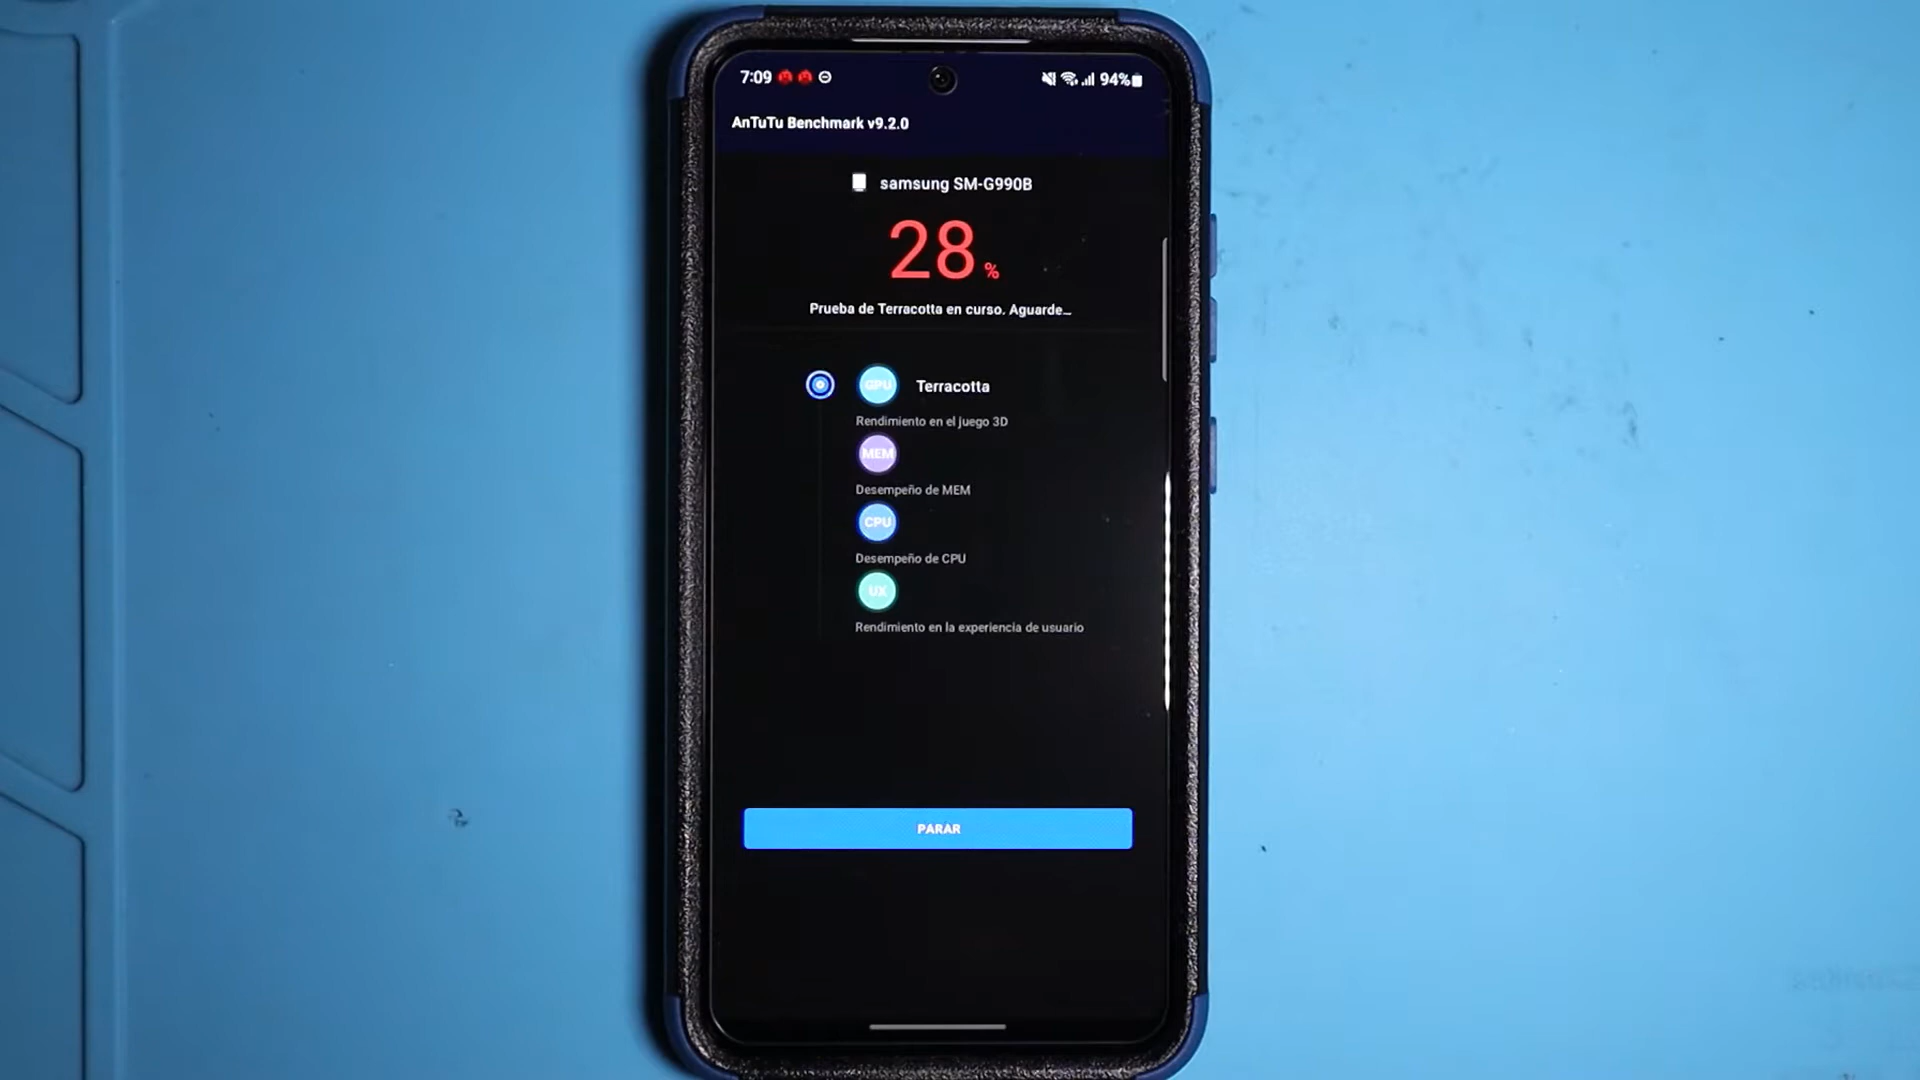 7:09 94%
AnTuTu Benchmark v9.2.0
samsung SM-G990B
28 %
Prueba de Terracotta en curso. Aguarde...
GPU Terracotta
Rendimiento en el juego 3D
MEM
Desempeño de MEM
CPU
Desempeño de CPU
UX
Rendimiento en la experiencia de usuario
PARAR